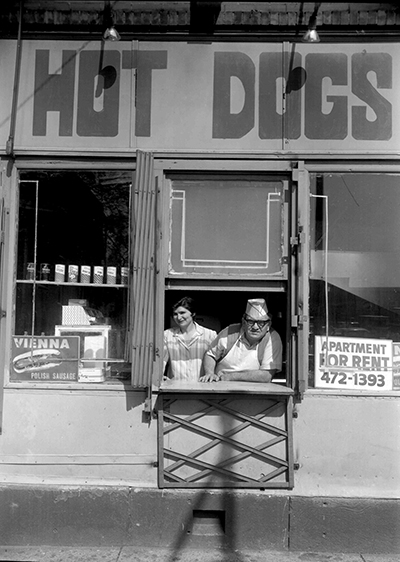 HOT DOGS
VIENNA
POLISH SAUSAGE
APARTMENT
FOR RENT
472-1393